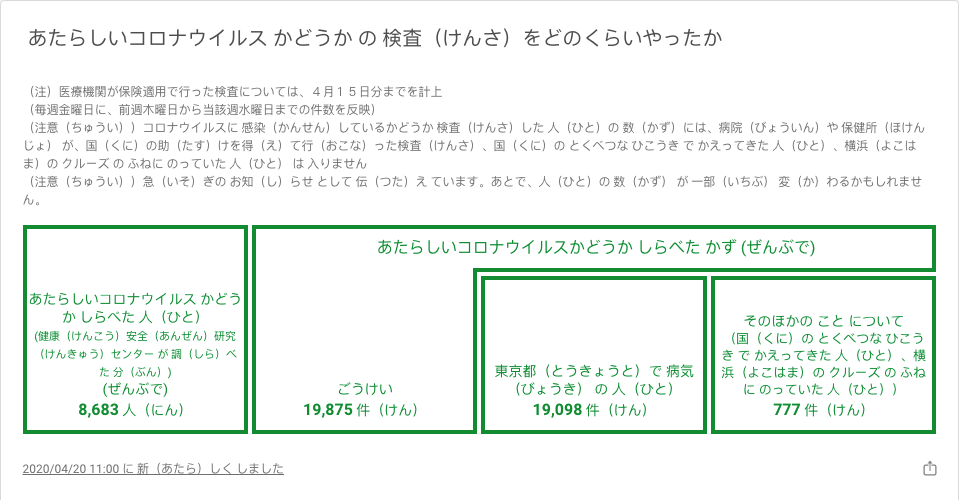 あたらしいコロナウイルス かどうか の 検査（けんさ）をどのくらいやったか
（注）医療機関が保険適用で行った検査については、４月１５日分までを計上
（毎週金曜日に、前週木曜日から当該週水曜日までの件数を反映）
（注意（ちゅうい））コロナウイルスに 感染（かんせん）しているかどうか 検査（けんさ）した 人（ひと）の 数（かず）には、病院（びょういん）や 保健所（ほけん
じょ） が、国（くに）の助（たす）けを得（え）て行（おこな）った検査（けんさ）、国（くに）の とくべつな ひこうき で かえってきた 人（ひと）、横浜（よこは
ま）の クルーズ の ふねに のっていた 人（ひと） は 入りません
（注意（ちゅうい））急（いそ）ぎの お知（し）らせ として 伝（つた）え ています。あとで、人（ひと）の 数（かず） が 一部（いちぶ） 変（か）わるかもしれませ
ん。
あたらしいコロナウイルス かどう
か しらべた 人（ひと）
(健康（けんこう）安全（あんぜん）研究
（けんきゅう）センター が 調（しら）べ
た 分（ぶん）)
(ぜんぶで)
8,683 人（にん）
あたらしいコロナウイルスかどうか しらべた かず (ぜんぶで)
ごうけい
19,875 件（けん）
東京都（とうきょうと）で 病気
（びょうき） の 人（ひと）
19,098 件（けん）
そのほかの こと について
（国（くに）の とくべつな ひこう
き で かえってきた 人（ひと）、横
浜（よこはま）の クルーズ の ふね
に のっていた 人（ひと））
777 件（けん）
2020/04/20 11:00 に 新（あたら）しく しました